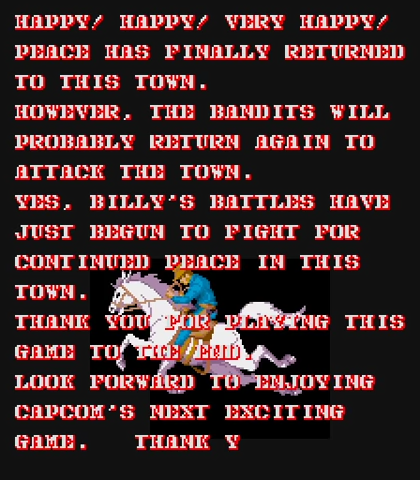 HAPPY! HAPPY! VERY HAPPY!
PEACE HAS FINALLY RETURNED
TO THIS TOWN.
HOWEVER, THE BANDITS WILL
PROBABLY RETURN AGAIN TO
ATTACK THE TOWN.
YES, BILLY'S BATTLES HAVE
JUST BEGUN TO FIGHT FOR
CONTINUED PEACE IN THIS
TOWN.
THANK YOU FOR PLAYING THIS
GAME TO THE END.
LOOK FORWARD TO ENJOYING
CAPCOM'S NEXT EXCITING
GAME. THANK Y